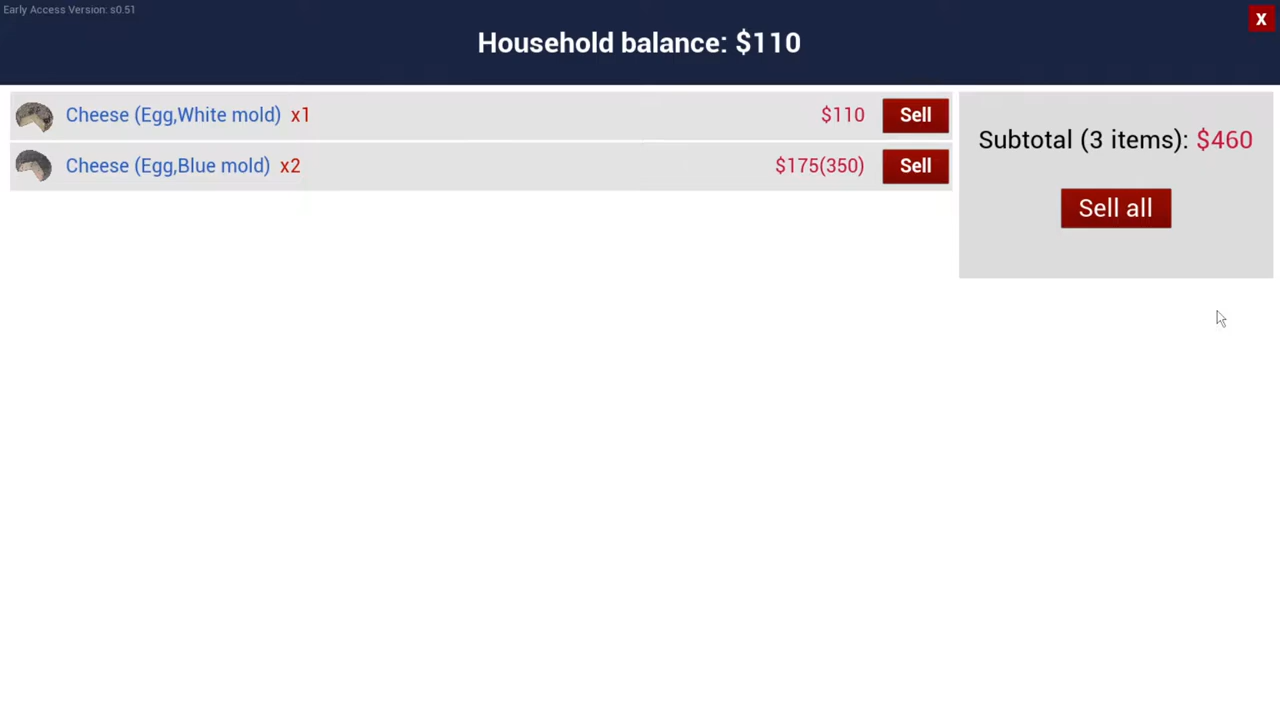 Early Access Version: s0.51
Household balance: $110
X
Cheese (Egg,White mold) x1 $110 Sell
Cheese (Egg,Blue mold) x2 $175(350) Sell
Subtotal (3 items): $460
Sell all